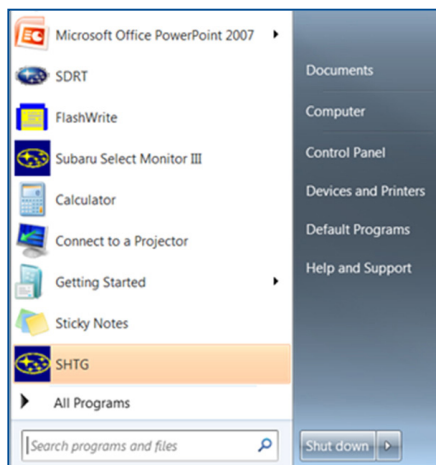 Microsoft Office PowerPoint 2007
SDRT
FlashWrite
Subaru Select Monitor III
Calculator
Connect to a Projector
Getting Started
Sticky Notes
SHTG
All Programs
Search programs and files
Documents
Computer
Control Panel
Devices and Printers
Default Programs
Help and Support
Shut down